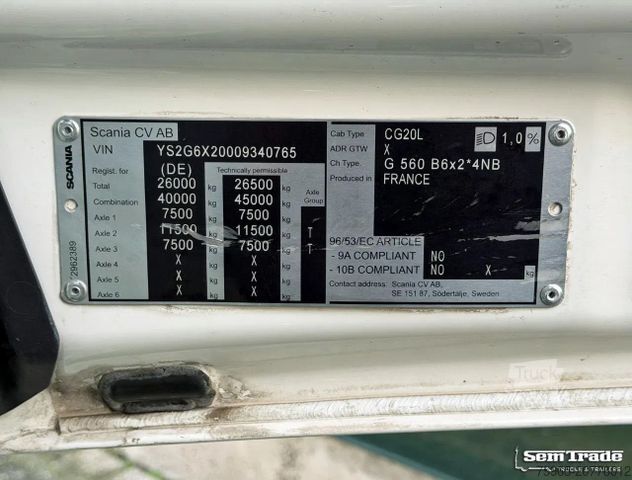 Scania CV AB
VIN YS2G6X20009340765
Regist. for (DE) Technically permissible
Total 26000 kg 26500 kg Axle Group
Combination 40000 kg 45000 kg
Axle 1 7500 kg 7500 kg
Axle 2 11500 kg 11500 kg T
Axle 3 7500 kg 7500 kg T
Axle 4 X kg X kg
Axle 5 X kg X kg
Axle 6 X kg X kg
Cab Type CG20L 1,0 %
ADR GTW X
Ch Type. G 560 B6x2*4NB
Produced in FRANCE
96/53/EC ARTICLE
- 9A COMPLIANT NO
- 10B COMPLIANT NO X kg
Contact address: Scania CV AB,
SE 151 87, Södertälje, Sweden
SCANIA
2962389
Truck
SemTrade
TRUCKS & TRAILERS